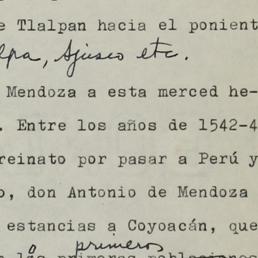 e Tlalpan hacia el ponient
lpa, Ajusco etc.
Mendoza a esta merced he-
. Entre los años de 1542-4
reinato por pasar a Perú y
o, don Antonio de Mendoza
estancias a Coyoacán, que
primeros